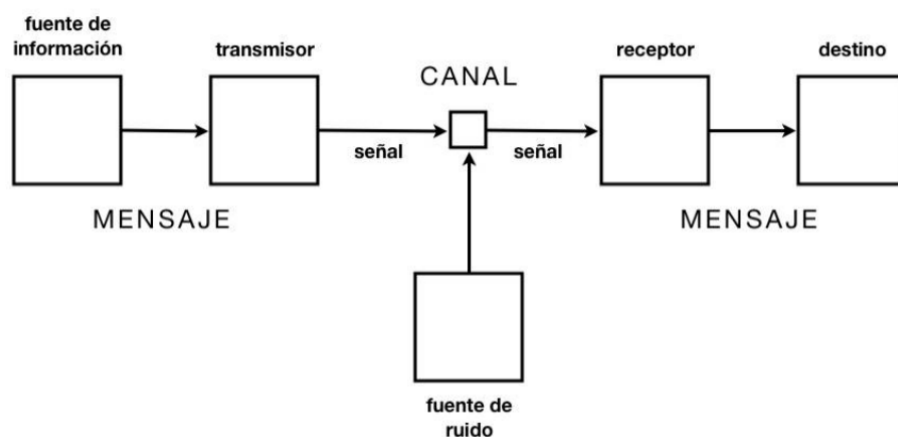 fuente de
información
transmisor
CANAL
receptor
destino
señal
señal
MENSAJE
MENSAJE
fuente de
ruido